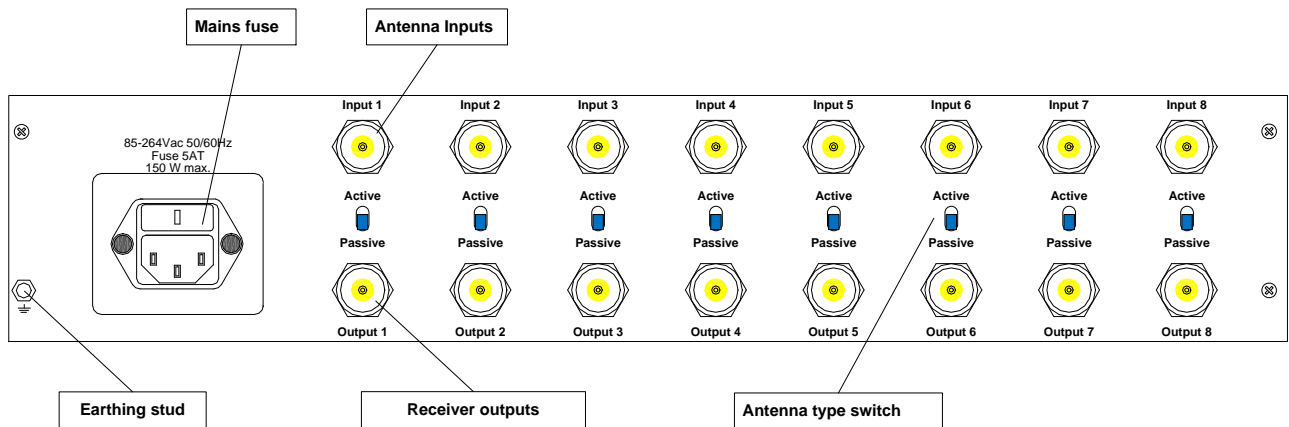 Mains fuse
Antenna Inputs
Input 1 Input 2 Input 3 Input 4 Input 5 Input 6 Input 7 Input 8
85-264Vac 50/60Hz
Fuse 5AT
150 W max.
Active Active Active Active Active Active Active Active
Passive Passive Passive Passive Passive Passive Passive Passive
Output 1 Output 2 Output 3 Output 4 Output 5 Output 6 Output 7 Output 8
Earthing stud
Receiver outputs
Antenna type switch